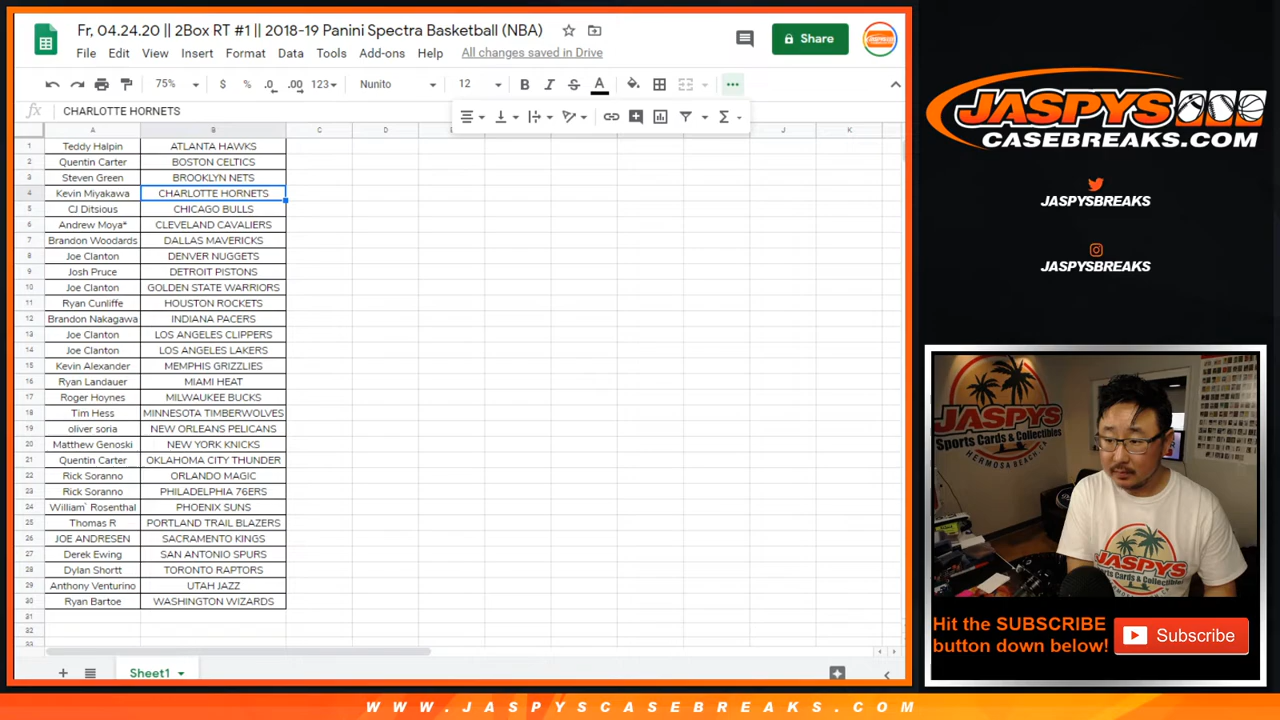 Fr, 04.24.20 || 2Box RT #1 || 2018-19 Panini Spectra Basketball (NBA)
File Edit View Insert Format Data Tools Add-ons Help All changes saved in Drive
Share
75% $ % .0 .00 123 Nunito 12 B I S A
fx CHARLOTTE HORNETS
A B C D J K
1 Teddy Halpin ATLANTA HAWKS
2 Quentin Carter BOSTON CELTICS
3 Steven Green BROOKLYN NETS
4 Kevin Miyakawa CHARLOTTE HORNETS
5 CJ Ditsious CHICAGO BULLS
6 Andrew Moya* CLEVELAND CAVALIERS
7 Brandon Woodards DALLAS MAVERICKS
8 Joe Clanton DENVER NUGGETS
9 Josh Pruce DETROIT PISTONS
10 Joe Clanton GOLDEN STATE WARRIORS
11 Ryan Cunliffe HOUSTON ROCKETS
12 Brandon Nakagawa INDIANA PACERS
13 Joe Clanton LOS ANGELES CLIPPERS
14 Joe Clanton LOS ANGELES LAKERS
15 Kevin Alexander MEMPHIS GRIZZLIES
16 Ryan Landauer MIAMI HEAT
17 Roger Hoynes MILWAUKEE BUCKS
18 Tim Hess MINNESOTA TIMBERWOLVES
19 oliver soria NEW ORLEANS PELICANS
20 Matthew Genoski NEW YORK KNICKS
21 Quentin Carter OKLAHOMA CITY THUNDER
22 Rick Soranno ORLANDO MAGIC
23 Rick Soranno PHILADELPHIA 76ERS
24 William` Rosenthal PHOENIX SUNS
25 Thomas R PORTLAND TRAIL BLAZERS
26 JOE ANDRESEN SACRAMENTO KINGS
27 Derek Ewing SAN ANTONIO SPURS
28 Dylan Shortt TORONTO RAPTORS
29 Anthony Venturino UTAH JAZZ
30 Ryan Bartoe WASHINGTON WIZARDS
31
32
33
Sheet1
JASPYS
CASEBREAKS.COM
JASPYSBREAKS
JASPYSBREAKS
JASPYS
Sports Cards & Collectibles
HERMOSA BEACH, CA
JASPYS
Hit the SUBSCRIBE
button down below!
Subscribe
WWW.JASPYSCASEBREAKS.COM